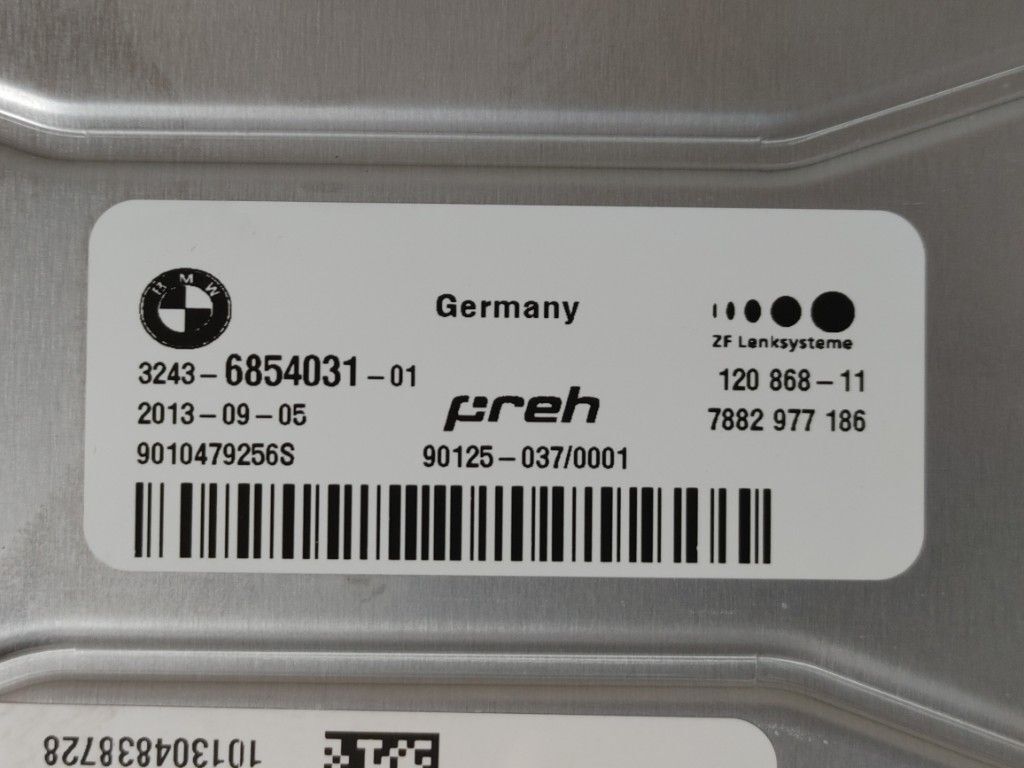 BMW
Germany
ZF Lenksysteme
3243-6854031-01
2013-09-05
9010479256S
preh
90125-037/0001
120 868-11
7882 977 186
1013048387​28